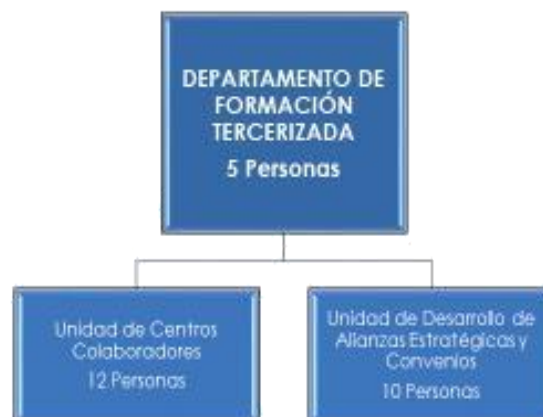 DEPARTAMENTO DE
FORMACIÓN
TERCERIZADA
5 Personas
Unidad de Centros
Colaboradores
12 Personas
Unidad de Desarrollo de
Alianzas Estratégicas y
Convenios
10 Personas